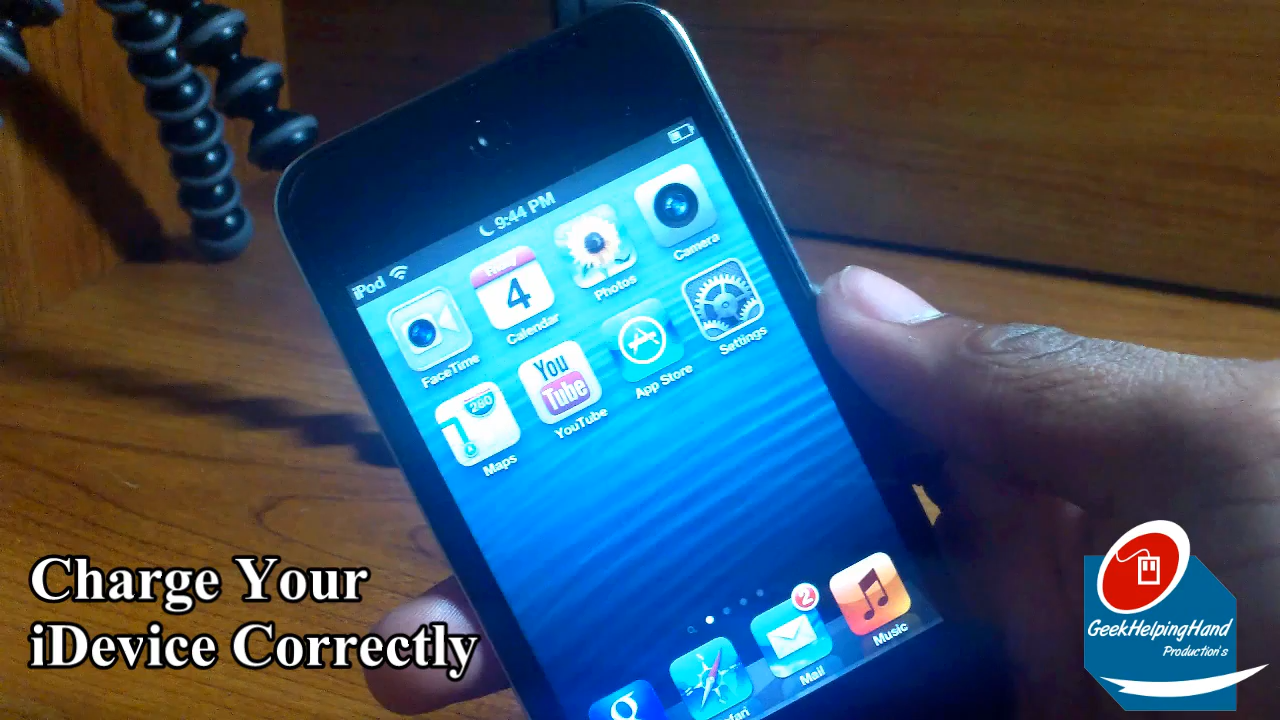 iPod 9:44 PM
FaceTime
Calendar
4
Photos
Camera
Maps
280
YouTube
You
Tube
App Store
Settings
2
Mail
Music
Charge Your
iDevice Correctly
GeekHelpingHand
Production's